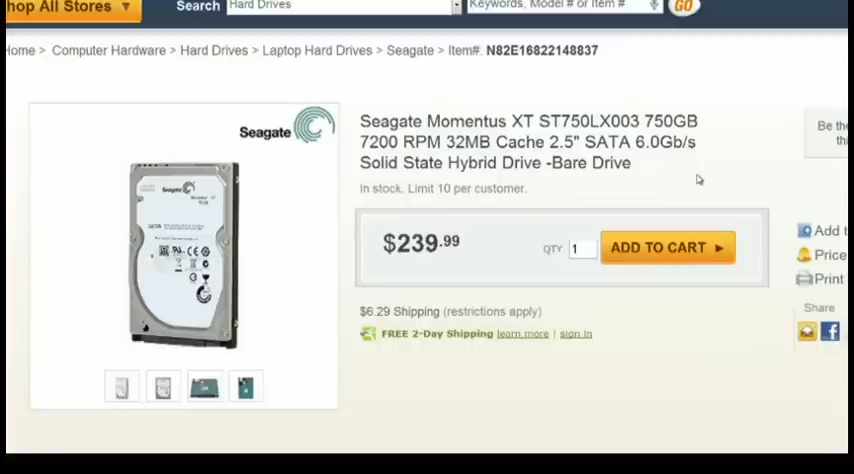 hop All Stores ▼ Search Hard Drives Keywords, Model # or Item # GO
ome > Computer Hardware > Hard Drives > Laptop Hard Drives > Seagate > Item#: N82E16822148837
Seagate
Seagate
Seagate Momentus XT ST750LX003 750GB
7200 RPM 32MB Cache 2.5" SATA 6.0Gb/s
Solid State Hybrid Drive -Bare Drive
In stock. Limit 10 per customer.
$239.99 QTY: 1 ADD TO CART ►
$6.29 Shipping (restrictions apply)
FREE 2-Day Shipping learn more | sign in
Be the
thi
Add t
Price
Print
Share
f